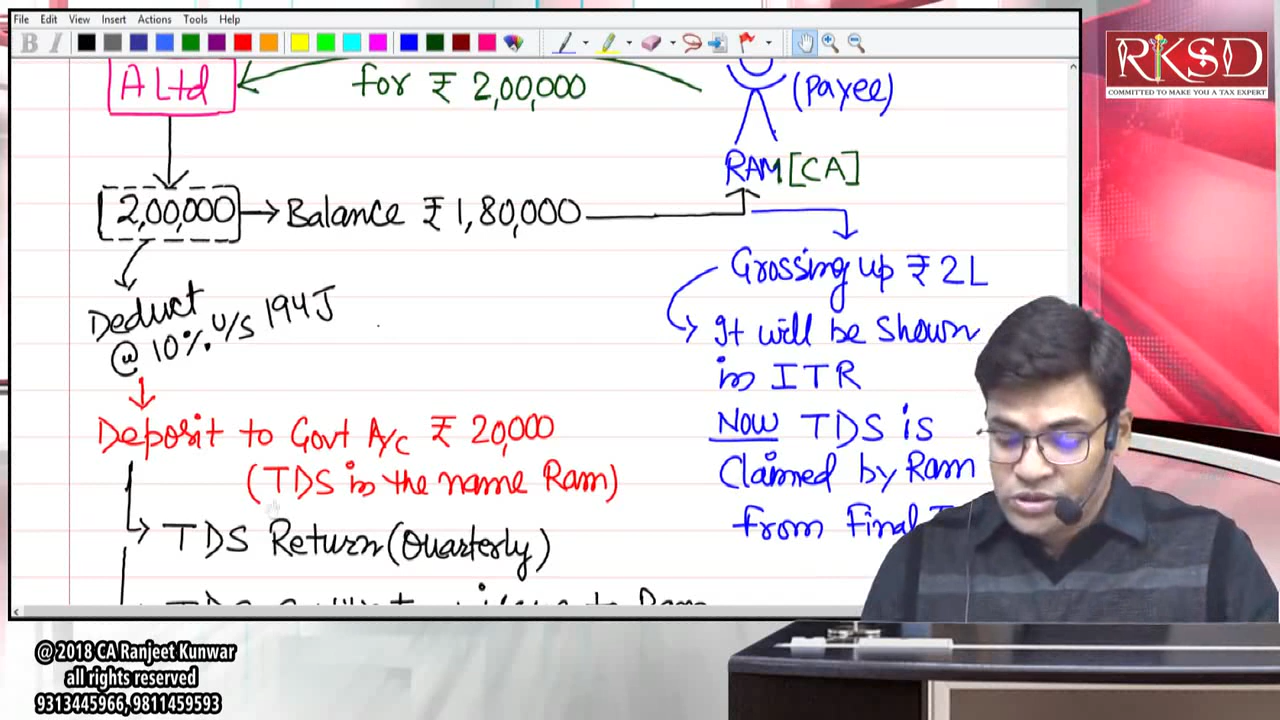 File Edit View Insert Actions Tools Help
B I
RKSD
COMMITTED TO MAKE YOU A TAX EXPERT
A Ltd
for ₹ 2,00,000
(Payee)
RAM [CA]
2,00,000 → Balance ₹ 1,80,000
Deduct
@ 10% u/s 194J
Grossing up ₹ 2L
It will be shown
in ITR
Deposit to Govt A/c ₹ 20,000
(TDS in the name Ram)
Now TDS is
Claimed by Ram
from Final
TDS Return (Quarterly)
TDS
to Ram
@ 2018 CA Ranjeet Kunwar
all rights reserved
9313445966, 9811459593